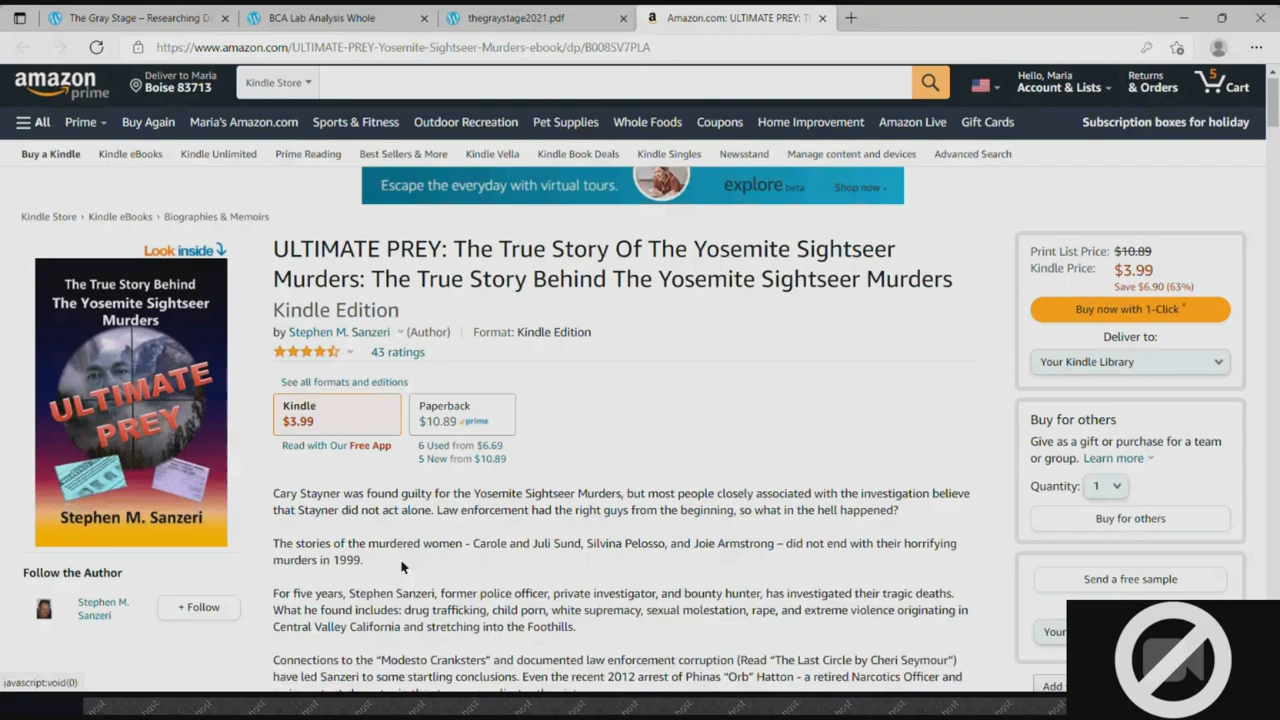 The Gray Stage – Researching D
BCA Lab Analysis Whole
thegraystage2021.pdf
Amazon.com: ULTIMATE PREY: T
https://www.amazon.com/ULTIMATE-PREY-Yosemite-Sightseer-Murders-ebook/dp/B008SV7PLA
amazon prime
Deliver to Maria
Boise 83713
Kindle Store
Hello, Maria
Account & Lists
Returns
& Orders
5
Cart
All
Prime
Buy Again
Maria's Amazon.com
Sports & Fitness
Outdoor Recreation
Pet Supplies
Whole Foods
Coupons
Home Improvement
Amazon Live
Gift Cards
Subscription boxes for holiday
Buy a Kindle
Kindle eBooks
Kindle Unlimited
Prime Reading
Best Sellers & More
Kindle Vella
Kindle Book Deals
Kindle Singles
Newsstand
Manage content and devices
Advanced Search
Escape the everyday with virtual tours.
explore beta
Shop now
Kindle Store › Kindle eBooks › Biographies & Memoirs
Look inside
The True Story Behind
The Yosemite Sightseer
Murders
ULTIMATE
PREY
Stephen M. Sanzeri
Follow the Author
Stephen M.
Sanzeri
+ Follow
ULTIMATE PREY: The True Story Of The Yosemite Sightseer
Murders: The True Story Behind The Yosemite Sightseer Murders
Kindle Edition
by Stephen M. Sanzeri (Author)
Format: Kindle Edition
43 ratings
See all formats and editions
Kindle
$3.99
Read with Our Free App
Paperback
$10.89 prime
6 Used from $6.69
5 New from $10.89
Cary Stayner was found guilty for the Yosemite Sightseer Murders, but most people closely associated with the investigation believe
that Stayner did not act alone. Law enforcement had the right guys from the beginning, so what in the hell happened?
The stories of the murdered women - Carole and Juli Sund, Silvina Pelosso, and Joie Armstrong – did not end with their horrifying
murders in 1999.
For five years, Stephen Sanzeri, former police officer, private investigator, and bounty hunter, has investigated their tragic deaths.
What he found includes: drug trafficking, child porn, white supremacy, sexual molestation, rape, and extreme violence originating in
Central Valley California and stretching into the Foothills.
Connections to the “Modesto Cranksters” and documented law enforcement corruption (Read “The Last Circle by Cheri Seymour”)
have led Sanzeri to some startling conclusions. Even the recent 2012 arrest of Phinas “Orb” Hatton - a retired Narcotics Officer and
Print List Price: $10.89
Kindle Price: $3.99
Save $6.90 (63%)
Buy now with 1-Click
Deliver to:
Your Kindle Library
Buy for others
Give as a gift or purchase for a team
or group. Learn more
Quantity: 1
Buy for others
Send a free sample
Your
Add
javascript:void(0)
host host host host host host host host host host host host host host host host